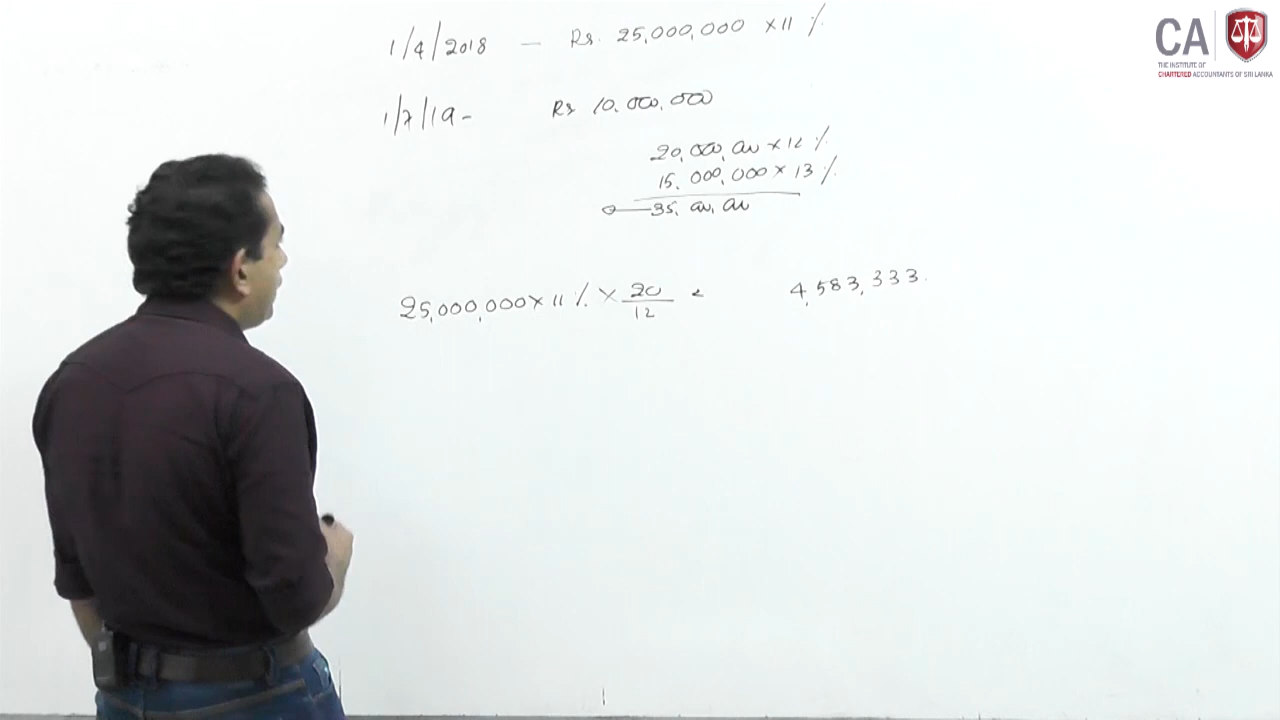 CA
THE INSTITUTE OF
CHARTERED ACCOUNTANTS OF SRI LANKA
1/4/2018 — Rs. 25,000,000 ×11 %
1/7/19 - Rs 10,000,000
20,000,000 × 12 %
15,000,000 × 13 %
35,000,000
25,000,000 × 11 % × 20/12 = 4,583,333.